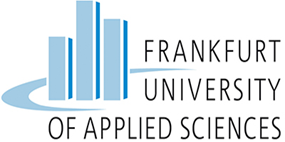 FRANKFURT
UNIVERSITY
OF APPLIED SCIENCES